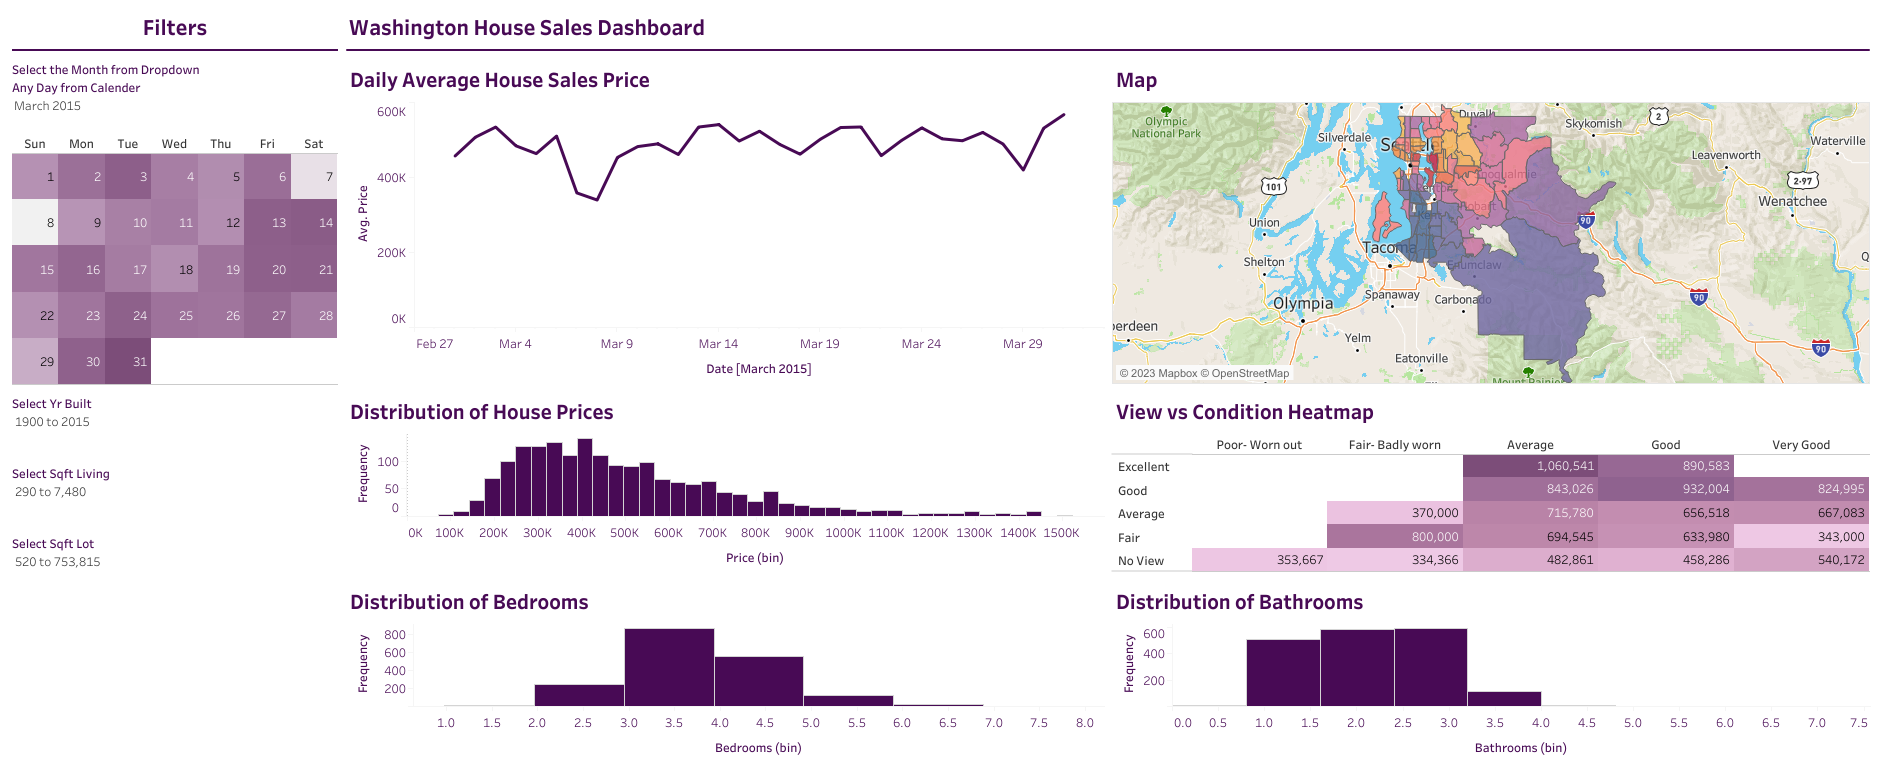 Filters
Washington House Sales Dashboard
Select the Month from Dropdown
Any Day from Calender
March 2015
Sun Mon Tue Wed Thu Fri Sat
1 2 3 4 5 6 7
8 9 10 11 12 13 14
15 16 17 18 19 20 21
22 23 24 25 26 27 28
29 30 31
Select Yr Built
1900 to 2015
Select Sqft Living
290 to 7,480
Select Sqft Lot
520 to 753,815
Daily Average House Sales Price
Avg. Price
600K
400K
200K
0K
Feb 27 Mar 4 Mar 9 Mar 14 Mar 19 Mar 24 Mar 29
Date [March 2015]
Map
Olympic
National Park
Silverdale
Duvall
Skykomish
2
Waterville
Leavenworth
2-97
Wenatchee
101
Snoqualmie
Renton
Hobart
Kent
90
Union
Tacoma
Shelton
Enumclaw
Olympia
Spanaway
Carbonado
90
Yelm
90
Eatonville
Mount Rainier
© 2023 Mapbox © OpenStreetMap
Distribution of House Prices
Frequency
100
50
0
0K 100K 200K 300K 400K 500K 600K 700K 800K 900K 1000K 1100K 1200K 1300K 1400K 1500K
Price (bin)
View vs Condition Heatmap
Poor- Worn out Fair- Badly worn Average Good Very Good
Excellent 1,060,541 890,583
Good 843,026 932,004 824,995
Average 370,000 715,780 656,518 667,083
Fair 800,000 694,545 633,980 343,000
No View 353,667 334,366 482,861 458,286 540,172
Distribution of Bedrooms
Frequency
800
600
400
200
1.0 1.5 2.0 2.5 3.0 3.5 4.0 4.5 5.0 5.5 6.0 6.5 7.0 7.5 8.0
Bedrooms (bin)
Distribution of Bathrooms
Frequency
600
400
200
0.0 0.5 1.0 1.5 2.0 2.5 3.0 3.5 4.0 4.5 5.0 5.5 6.0 6.5 7.0 7.5
Bathrooms (bin)